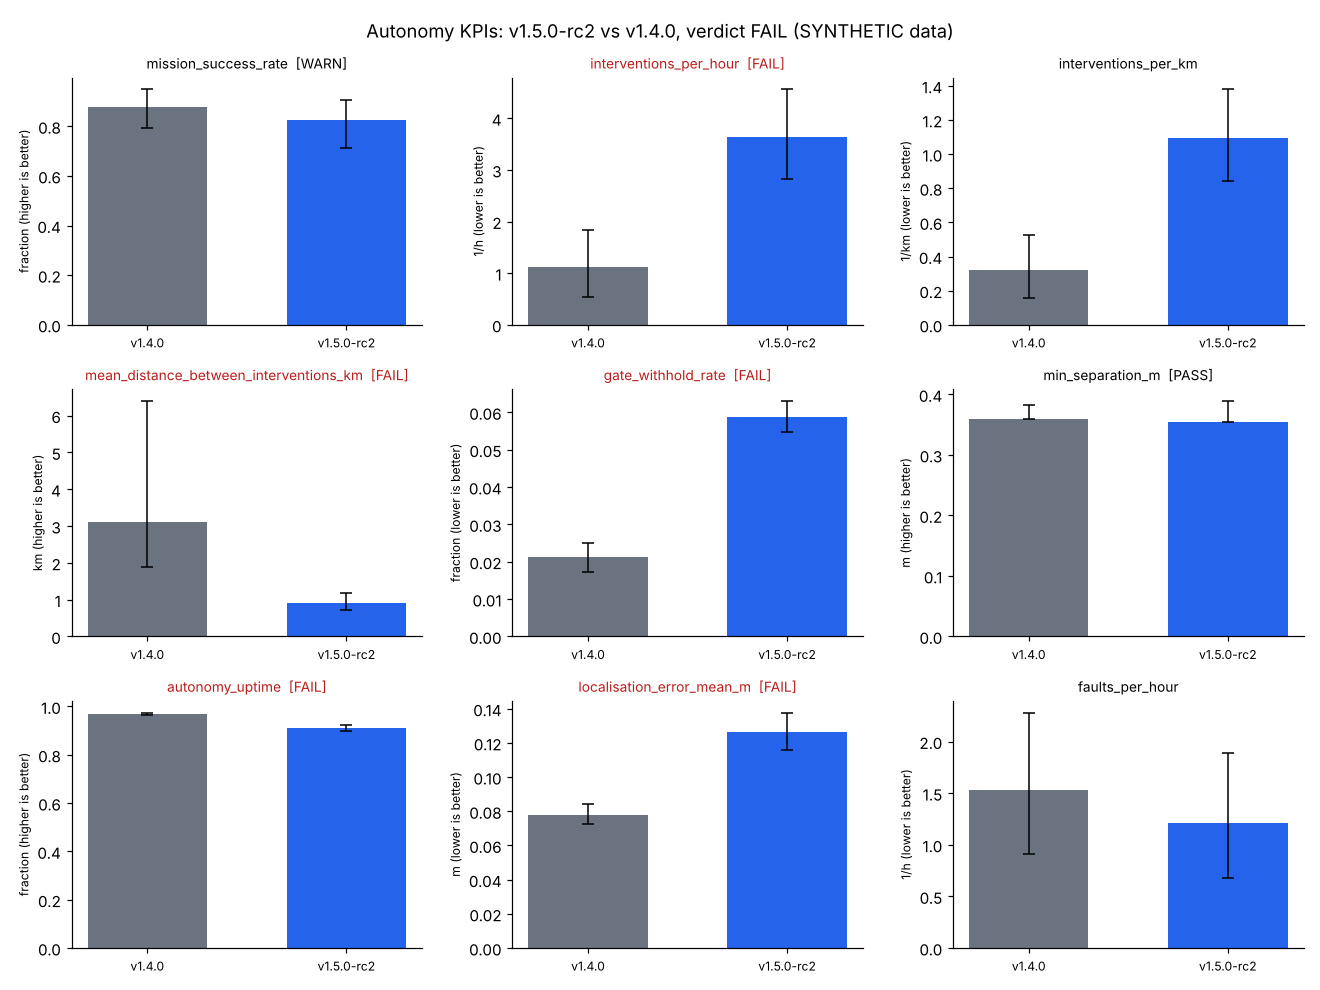 Autonomy KPIs: v1.5.0-rc2 vs v1.4.0, verdict FAIL (SYNTHETIC data)
mission_success_rate [WARN]
fraction (higher is better)
0.8
0.6
0.4
0.2
0.0
v1.4.0
v1.5.0-rc2
interventions_per_hour [FAIL]
1/h (lower is better)
4
3
2
1
0
v1.4.0
v1.5.0-rc2
interventions_per_km
1/km (lower is better)
1.4
1.2
1.0
0.8
0.6
0.4
0.2
0.0
v1.4.0
v1.5.0-rc2
mean_distance_between_interventions_km [FAIL]
km (higher is better)
6
5
4
3
2
1
0
v1.4.0
v1.5.0-rc2
gate_withhold_rate [FAIL]
fraction (lower is better)
0.06
0.05
0.04
0.03
0.02
0.01
0.00
v1.4.0
v1.5.0-rc2
min_separation_m [PASS]
m (higher is better)
0.4
0.3
0.2
0.1
0.0
v1.4.0
v1.5.0-rc2
autonomy_uptime [FAIL]
fraction (higher is better)
1.0
0.8
0.6
0.4
0.2
0.0
v1.4.0
v1.5.0-rc2
localisation_error_mean_m [FAIL]
m (lower is better)
0.14
0.12
0.10
0.08
0.06
0.04
0.02
0.00
v1.4.0
v1.5.0-rc2
faults_per_hour
1/h (lower is better)
2.0
1.5
1.0
0.5
0.0
v1.4.0
v1.5.0-rc2